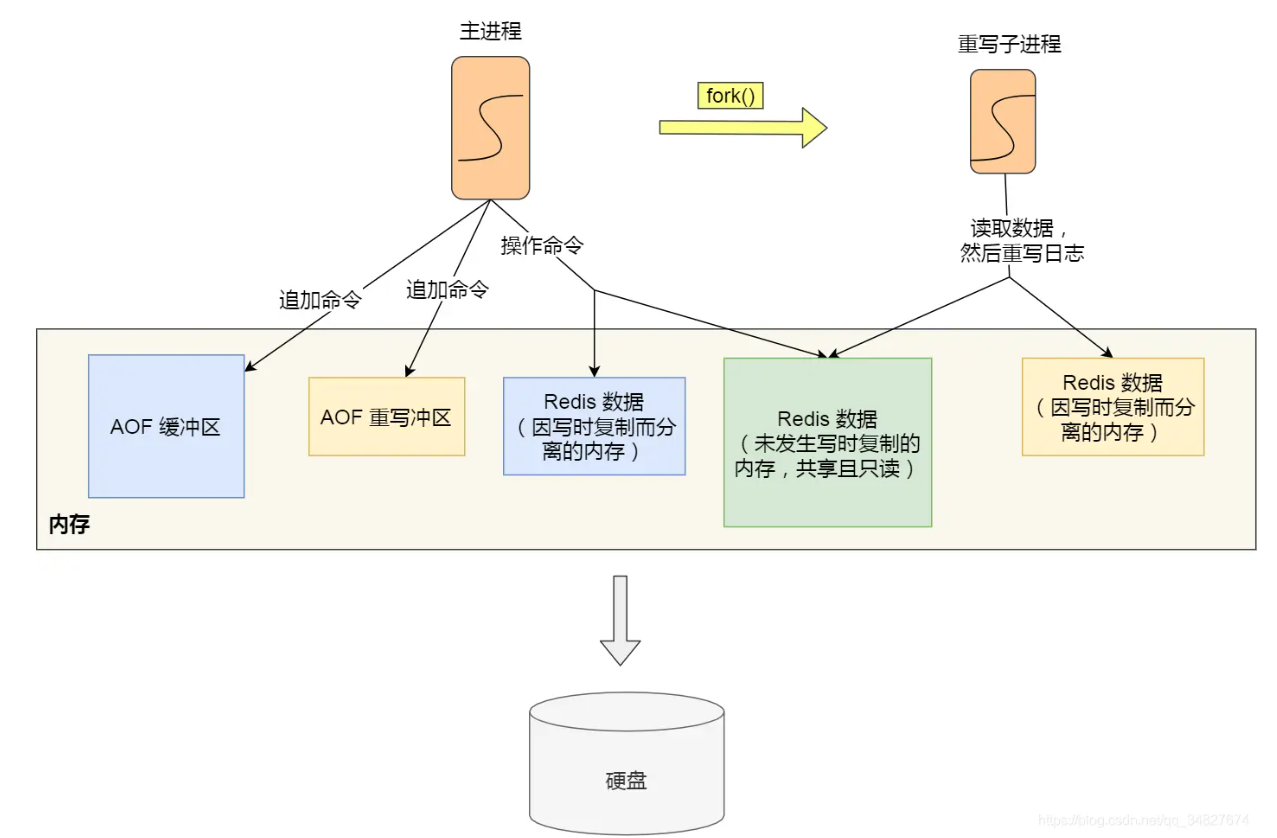 主进程
重写子进程
fork()
读取数据，
然后重写日志
操作命令
追加命令
追加命令
AOF 缓冲区
AOF 重写冲区
Redis 数据
（因写时复制而分
离的内存）
Redis 数据
（未发生写时复制的
内存，共享且只读）
Redis 数据
（因写时复制而分
离的内存）
内存
硬盘
https://blog.csdn.net/qq_34827674